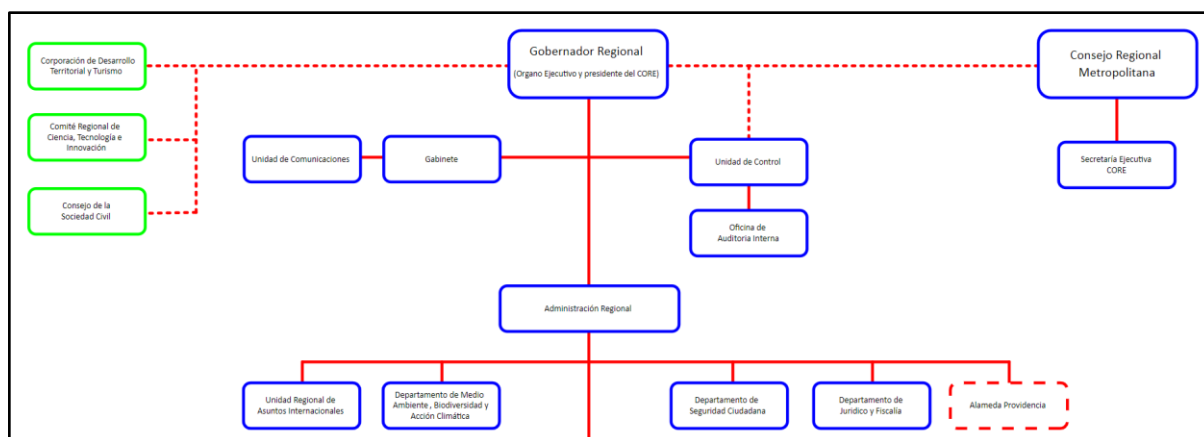 Corporación de Desarrollo
Territorial y Turismo
Gobernador Regional
(Organo Ejecutivo y presidente del CORE)
Consejo Regional
Metropolitana
Comité Regional de
Ciencia, Tecnología e
Innovación
Unidad de Comunicaciones
Gabinete
Unidad de Control
Secretaría Ejecutiva
CORE
Consejo de la
Sociedad Civil
Oficina de
Auditoria Interna
Administración Regional
Unidad Regional de
Asuntos Internacionales
Departamento de Medio
Ambiente , Biodiversidad y
Acción Climática
Departamento de
Seguridad Ciudadana
Departamento de
Juridico y Fiscalía
Alameda Providencia